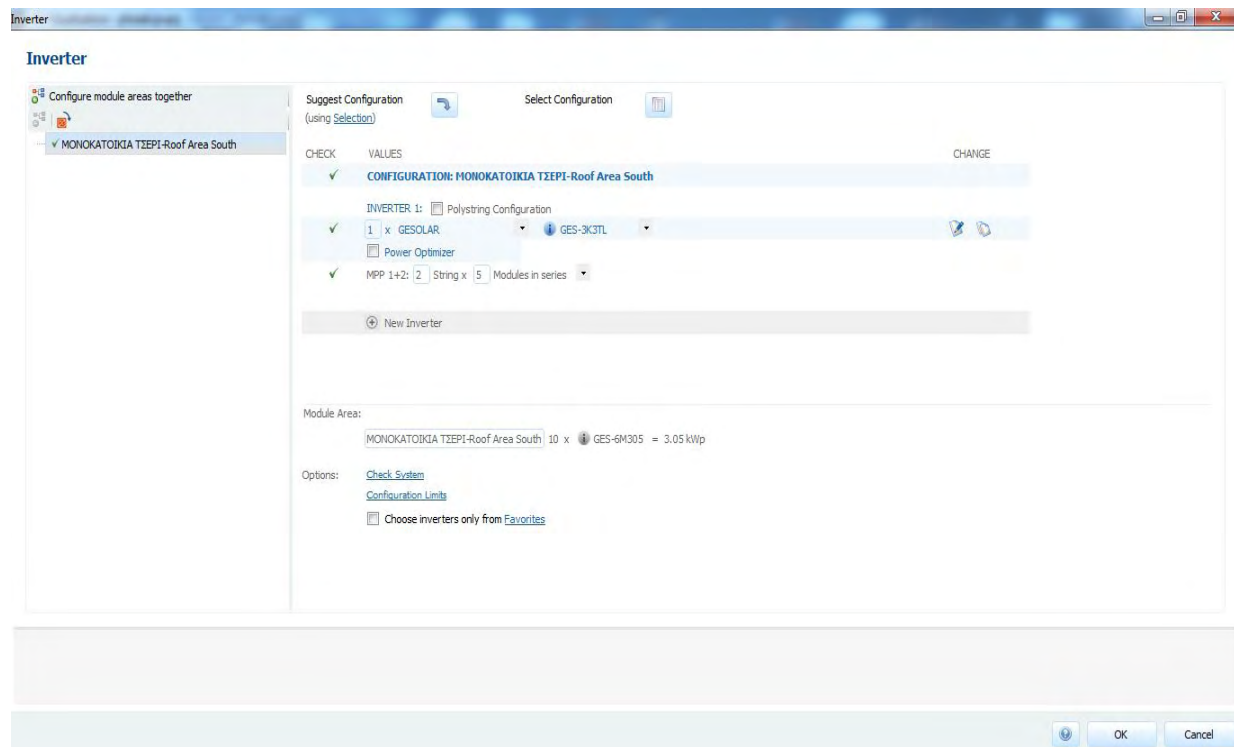 Inverter
Inverter
Configure module areas together
✓ ΜΟΝΟΚΑΤΟΙΚΙΑ ΤΣΕΡΙ-Roof Area South
Suggest Configuration
(using Selection)
Select Configuration
CHECK VALUES CHANGE
✓ CONFIGURATION: ΜΟΝΟΚΑΤΟΙΚΙΑ ΤΣΕΡΙ-Roof Area South
INVERTER 1: Polystring Configuration
✓ 1 x GESOLAR GES-3K3TL
Power Optimizer
✓ MPP 1+2: 2 String x 5 Modules in series
New Inverter
Module Area:
ΜΟΝΟΚΑΤΟΙΚΙΑ ΤΣΕΡΙ-Roof Area South 10 x GES-6M305 = 3.05 kWp
Options: Check System
Configuration Limits
Choose inverters only from Favorites
OK Cancel